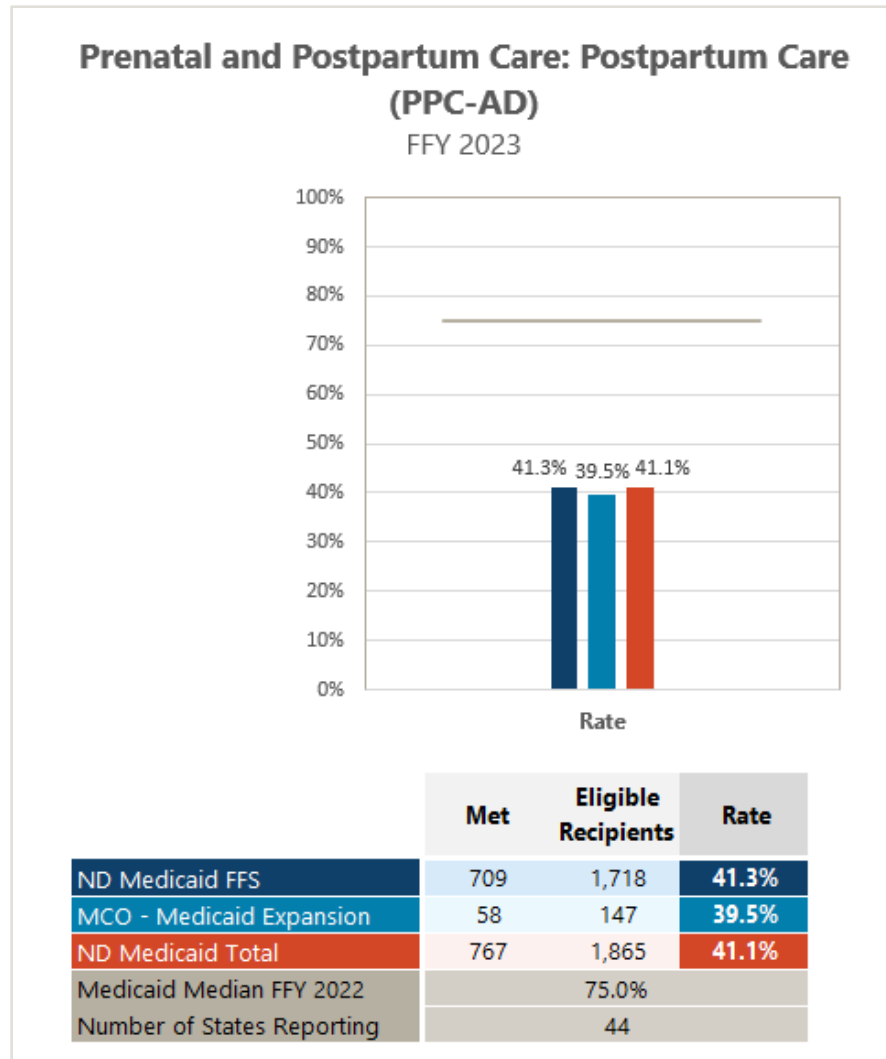 Prenatal and Postpartum Care: Postpartum Care
(PPC-AD)
FFY 2023
100%
90%
80%
70%
60%
50%
41.3% 39.5% 41.1%
40%
30%
20%
10%
0%
Rate
Met Eligible Recipients Rate
ND Medicaid FFS 709 1,718 41.3%
MCO - Medicaid Expansion 58 147 39.5%
ND Medicaid Total 767 1,865 41.1%
Medicaid Median FFY 2022 75.0%
Number of States Reporting 44